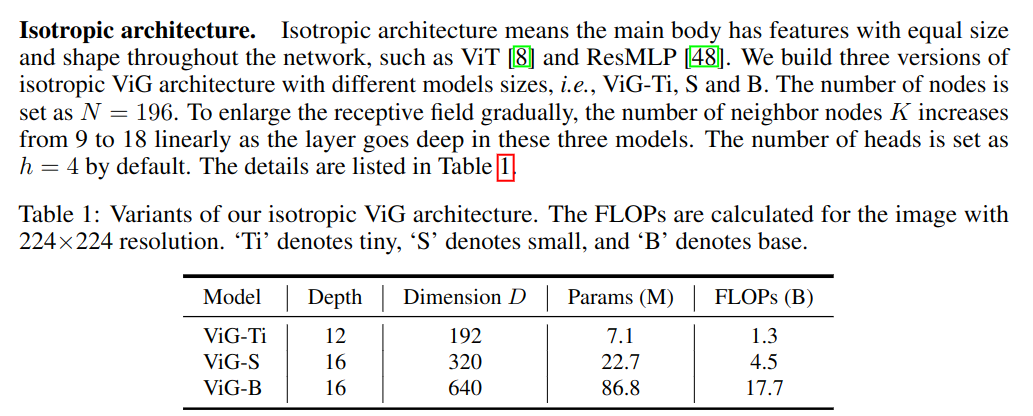 Isotropic architecture. Isotropic architecture means the main body has features with equal size
and shape throughout the network, such as ViT [8] and ResMLP [48]. We build three versions of
isotropic ViG architecture with different models sizes, i.e., ViG-Ti, S and B. The number of nodes is
set as N = 196. To enlarge the receptive field gradually, the number of neighbor nodes K increases
from 9 to 18 linearly as the layer goes deep in these three models. The number of heads is set as
h = 4 by default. The details are listed in Table 1.
Table 1: Variants of our isotropic ViG architecture. The FLOPs are calculated for the image with
224×224 resolution. ‘Ti’ denotes tiny, ‘S’ denotes small, and ‘B’ denotes base.
Model Depth Dimension D Params (M) FLOPs (B)
ViG-Ti 12 192 7.1 1.3
ViG-S 16 320 22.7 4.5
ViG-B 16 640 86.8 17.7